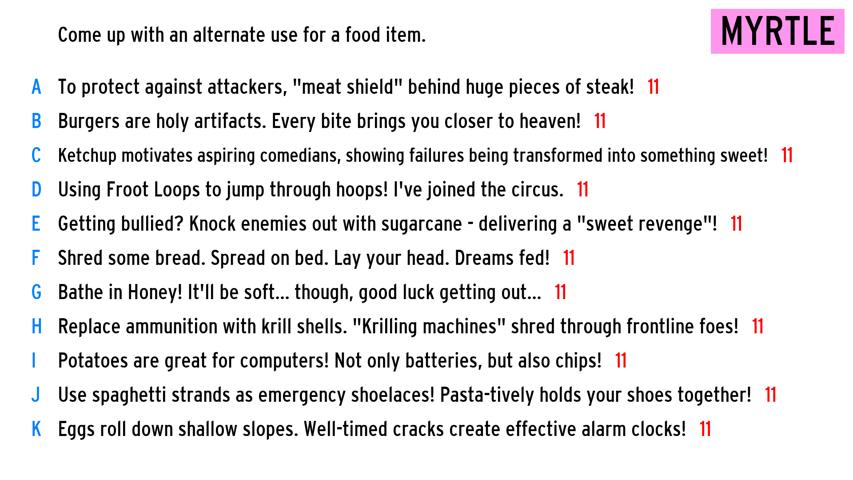 MYRTLE
Come up with an alternate use for a food item.
A To protect against attackers, "meat shield" behind huge pieces of steak! 11
B Burgers are holy artifacts. Every bite brings you closer to heaven! 11
C Ketchup motivates aspiring comedians, showing failures being transformed into something sweet! 11
D Using Froot Loops to jump through hoops! I've joined the circus. 11
E Getting bullied? Knock enemies out with sugarcane - delivering a "sweet revenge"! 11
F Shred some bread. Spread on bed. Lay your head. Dreams fed! 11
G Bathe in Honey! It'll be soft... though, good luck getting out... 11
H Replace ammunition with krill shells. "Krilling machines" shred through frontline foes! 11
I Potatoes are great for computers! Not only batteries, but also chips! 11
J Use spaghetti strands as emergency shoelaces! Pasta-tively holds your shoes together! 11
K Eggs roll down shallow slopes. Well-timed cracks create effective alarm clocks! 11